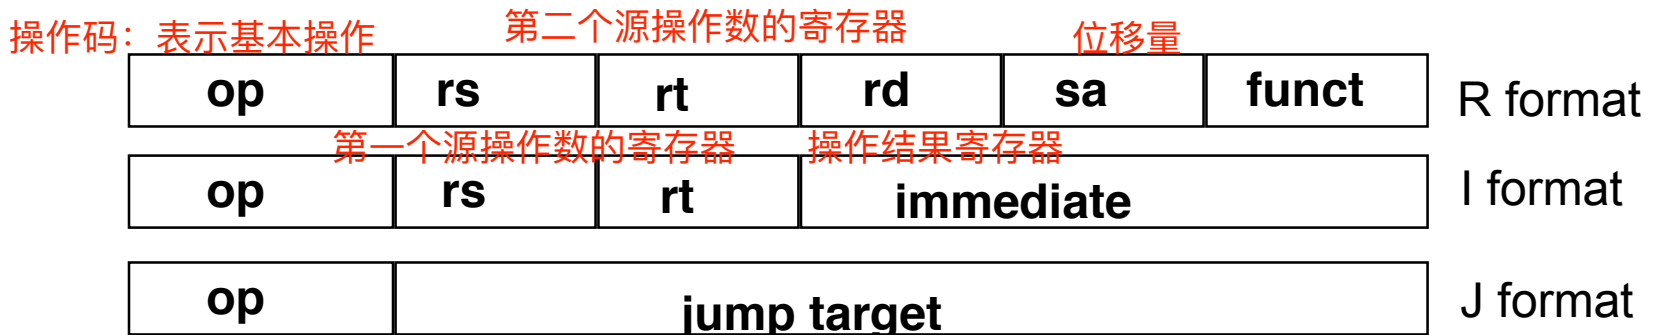 第二个源操作数的寄存器
操作码：表示基本操作 位移量
op rs rt rd sa funct R format
第一个源操作数的寄存器 操作结果寄存器
op rs rt immediate I format
op jump target J format